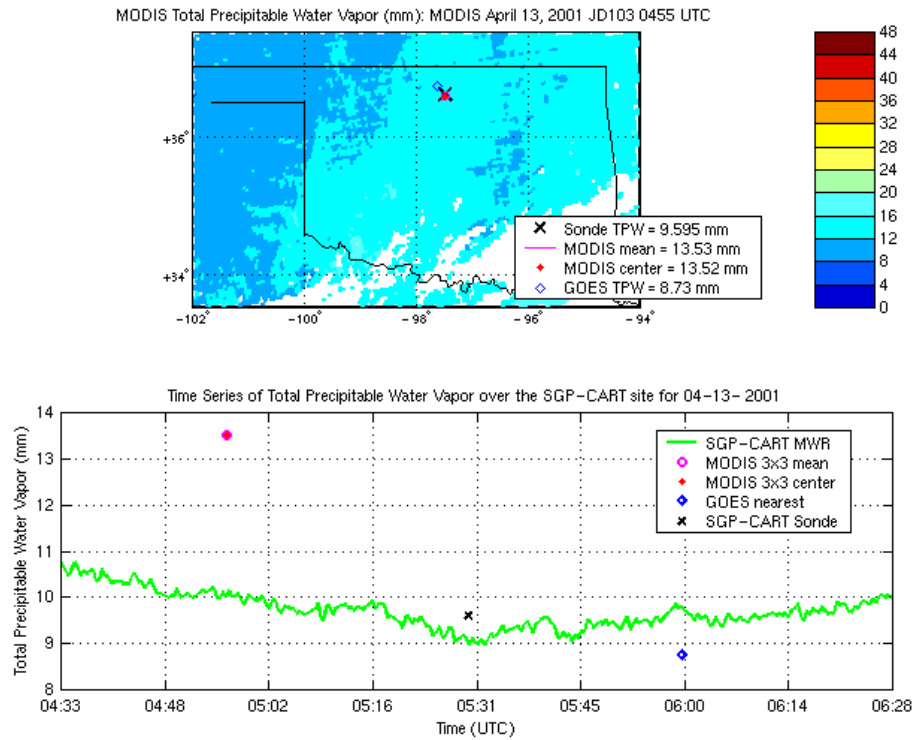 MODIS Total Precipitable Water Vapor (mm): MODIS April 13, 2001 JD103 0455 UTC
+36°
+34°
-102°
-100°
-98°
-96°
-94°
Sonde TPW = 9.595 mm
MODIS mean = 13.53 mm
MODIS center = 13.52 mm
GOES TPW = 8.73 mm
48
44
40
36
32
28
24
20
16
12
8
4
0
Time Series of Total Precipitable Water Vapor over the SGP-CART site for 04-13-2001
Total Precipitable Water Vapor (mm)
14
13
12
11
10
9
8
SGP-CART MWR
MODIS 3x3 mean
MODIS 3x3 center
GOES nearest
SGP-CART Sonde
04:33
04:48
05:02
05:16
05:31
05:45
06:00
06:14
06:28
Time (UTC)